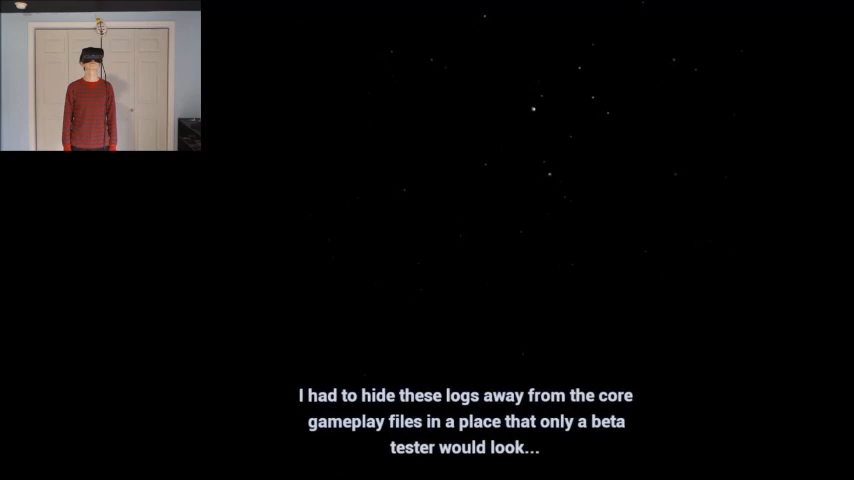 I had to hide these logs away from the core
gameplay files in a place that only a beta
tester would look...